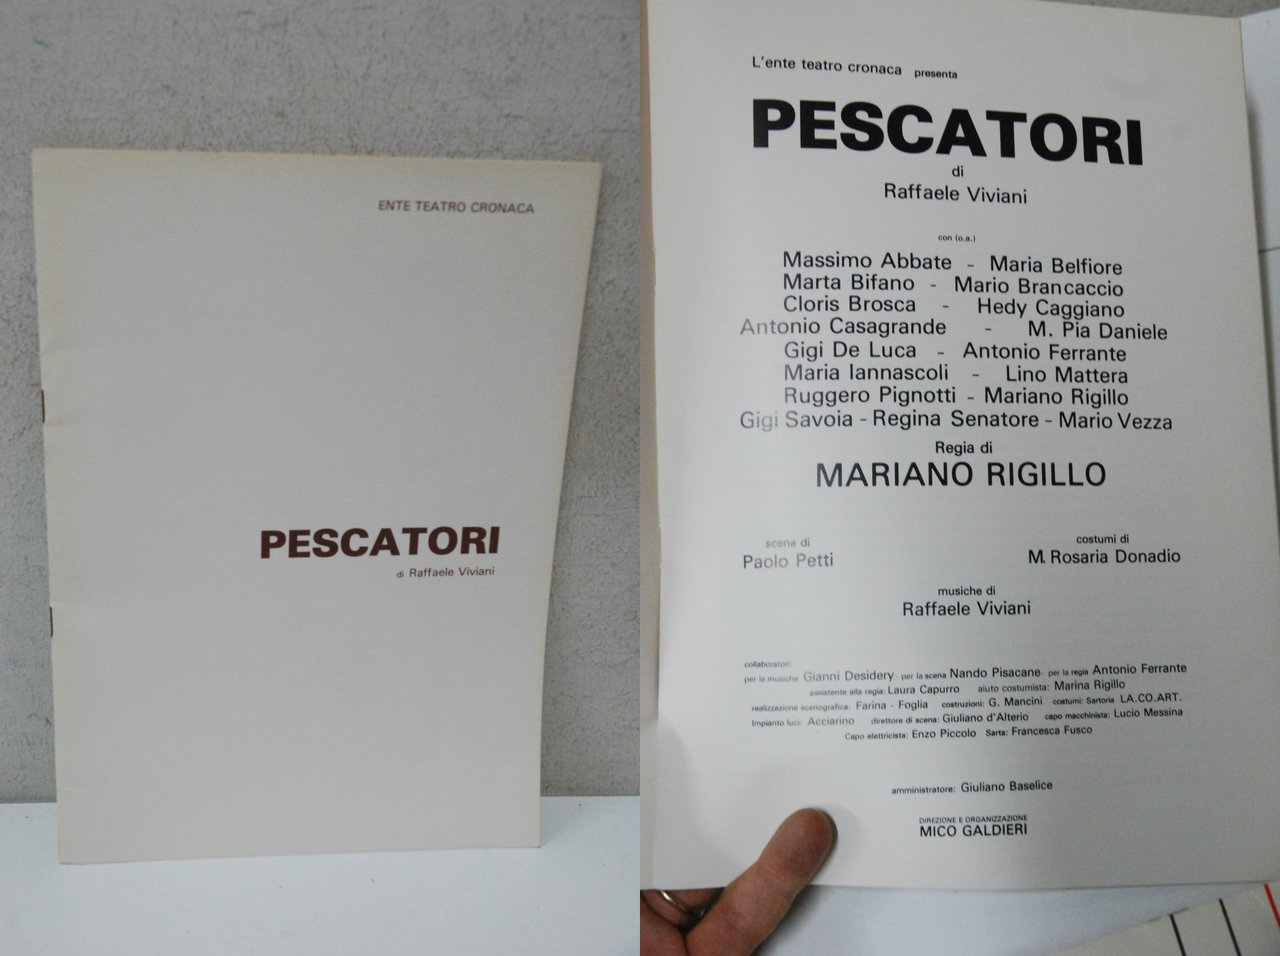 ENTE TEATRO CRONACA
PESCATORI
di Raffaele Viviani
L'ente teatro cronaca presenta
PESCATORI
di
Raffaele Viviani
con (o.a.)
Massimo Abbate - Maria Belfiore
Marta Bifano - Mario Brancaccio
Cloris Brosca - Hedy Caggiano
Antonio Casagrande - M. Pia Daniele
Gigi De Luca - Antonio Ferrante
Maria Iannascoli - Lino Mattera
Ruggero Pignotti - Mariano Rigillo
Gigi Savoia - Regina Senatore - Mario Vezza
Regia di
MARIANO RIGILLO
scena di
Paolo Petti
costumi di
M. Rosaria Donadio
musiche di
Raffaele Viviani
collaboratori:
per le musiche Gianni Desidery - per la scena Nando Pisacane - per la regia Antonio Ferrante
assistente alla regia: Laura Capurro aiuto costumista: Marina Rigillo
realizzazione scenografica: Farina - Foglia costruzioni: G. Mancini costumi: Sartoria LA.CO.ART.
Impianto luci: Acciarino direttore di scena: Giuliano d'Alterio capo macchinista: Lucio Messina
Capo elettricista: Enzo Piccolo Sarta: Francesca Fusco
amministratore: Giuliano Baselice
DIREZIONE E ORGANIZZAZIONE
MICO GALDIERI